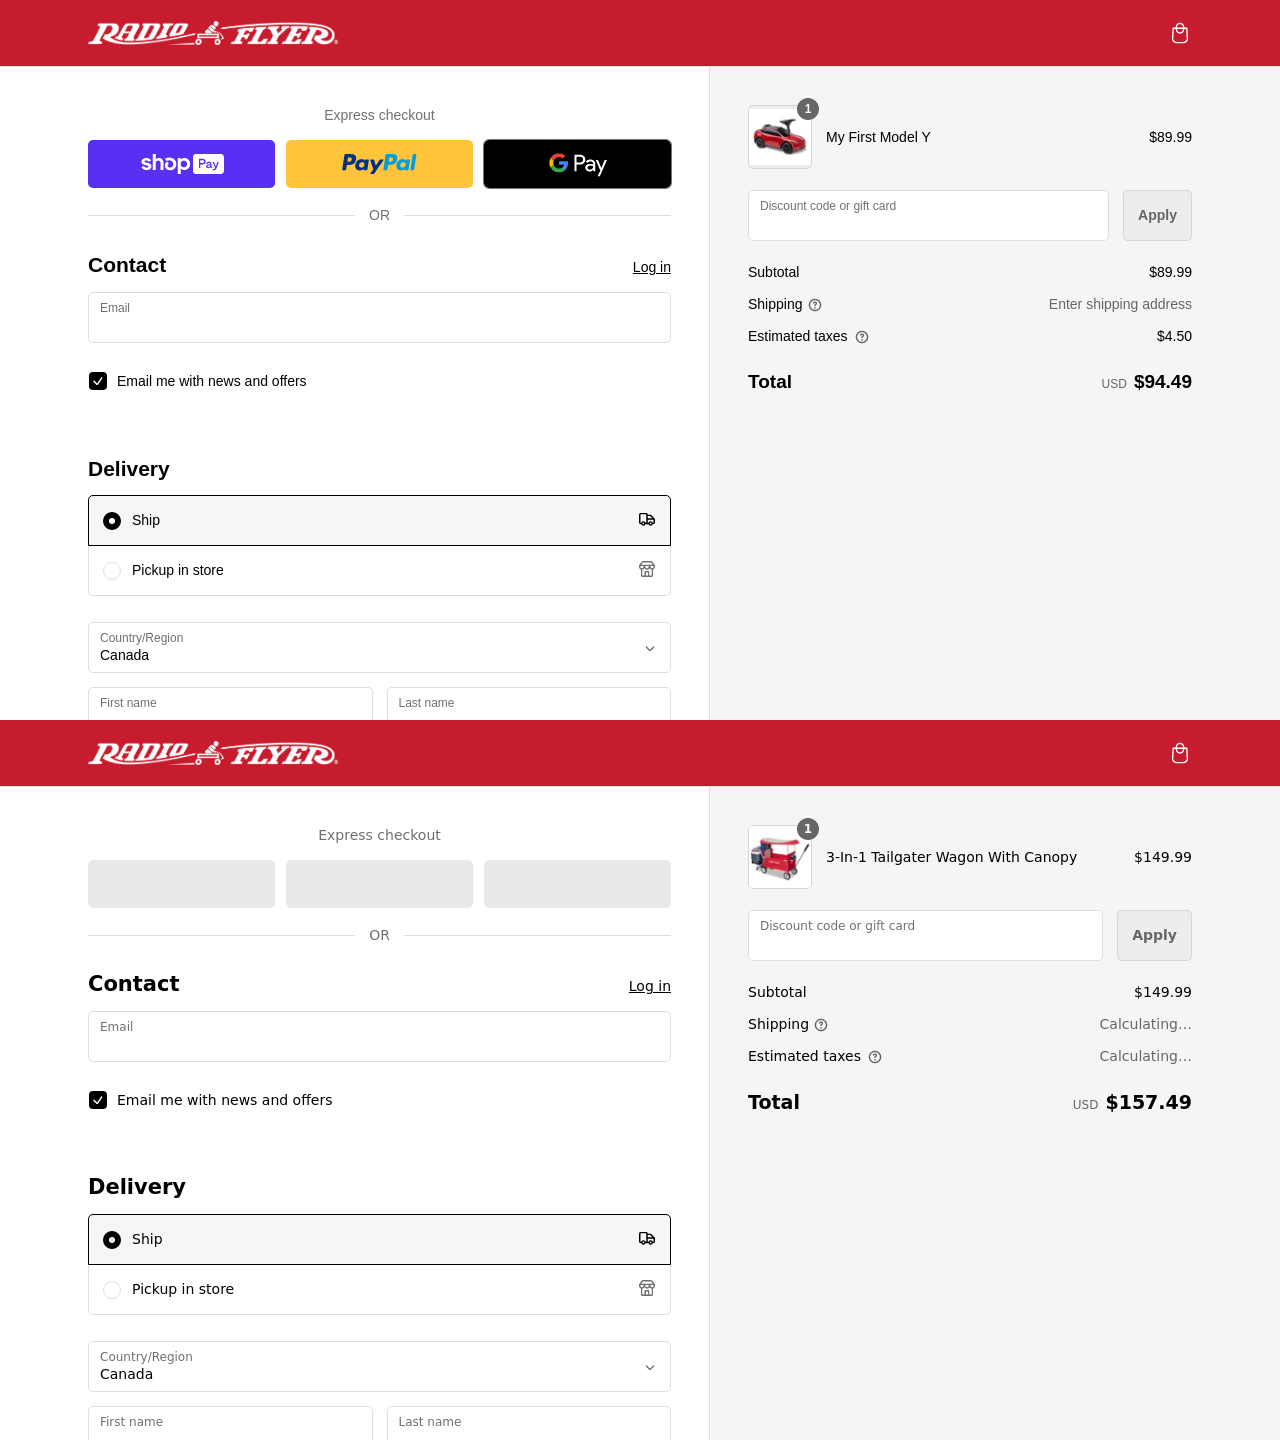 RADIO FLYER
Express checkout
shop Pay
PayPal
G Pay
OR
Contact
Log in
Email
Email me with news and offers
Delivery
Ship
Pickup in store
Country/Region
Canada
First name
Last name
1
My First Model Y
$89.99
Discount code or gift card
Apply
Subtotal
$89.99
Shipping
Enter shipping address
Estimated taxes
$4.50
Total
USD $94.49
RADIO FLYER
Express checkout
OR
Contact
Log in
Email
Email me with news and offers
Delivery
Ship
Pickup in store
Country/Region
Canada
First name
Last name
1
3-In-1 Tailgater Wagon With Canopy
$149.99
Discount code or gift card
Apply
Subtotal
$149.99
Shipping
Calculating...
Estimated taxes
Calculating...
Total
USD $157.49